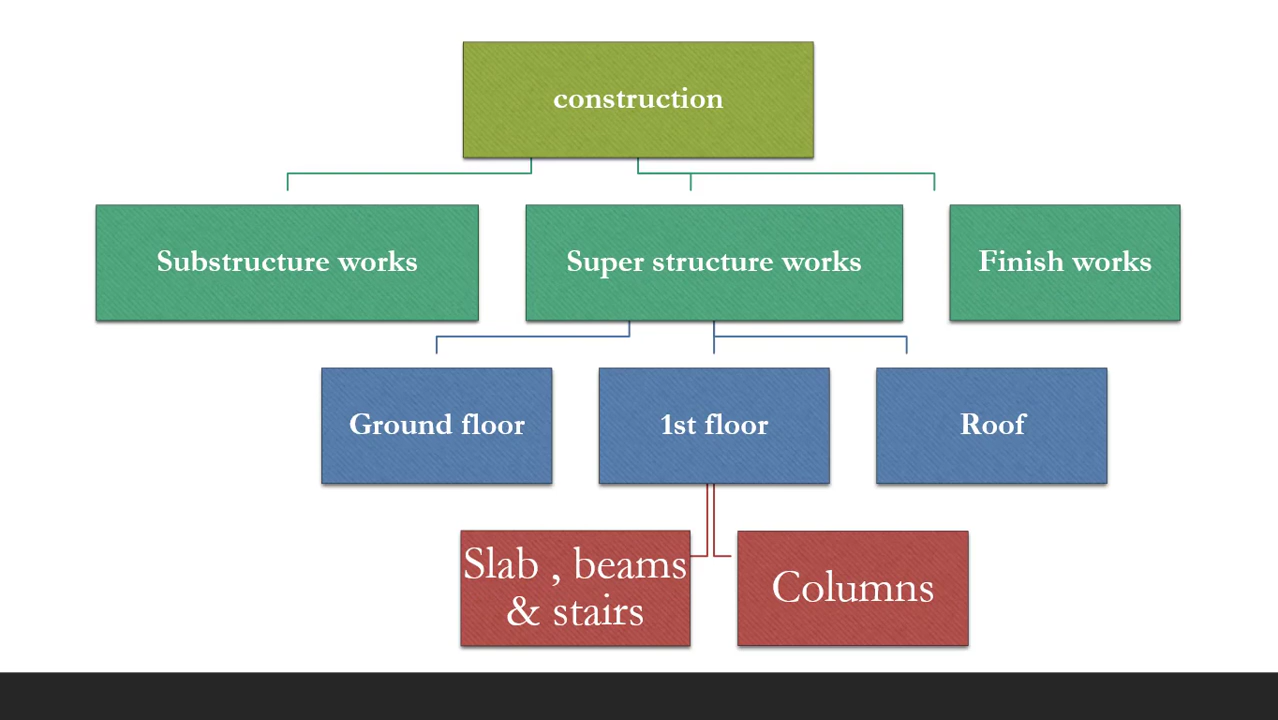 construction
Substructure works
Super structure works
Finish works
Ground floor
1st floor
Roof
Slab , beams
& stairs
Columns